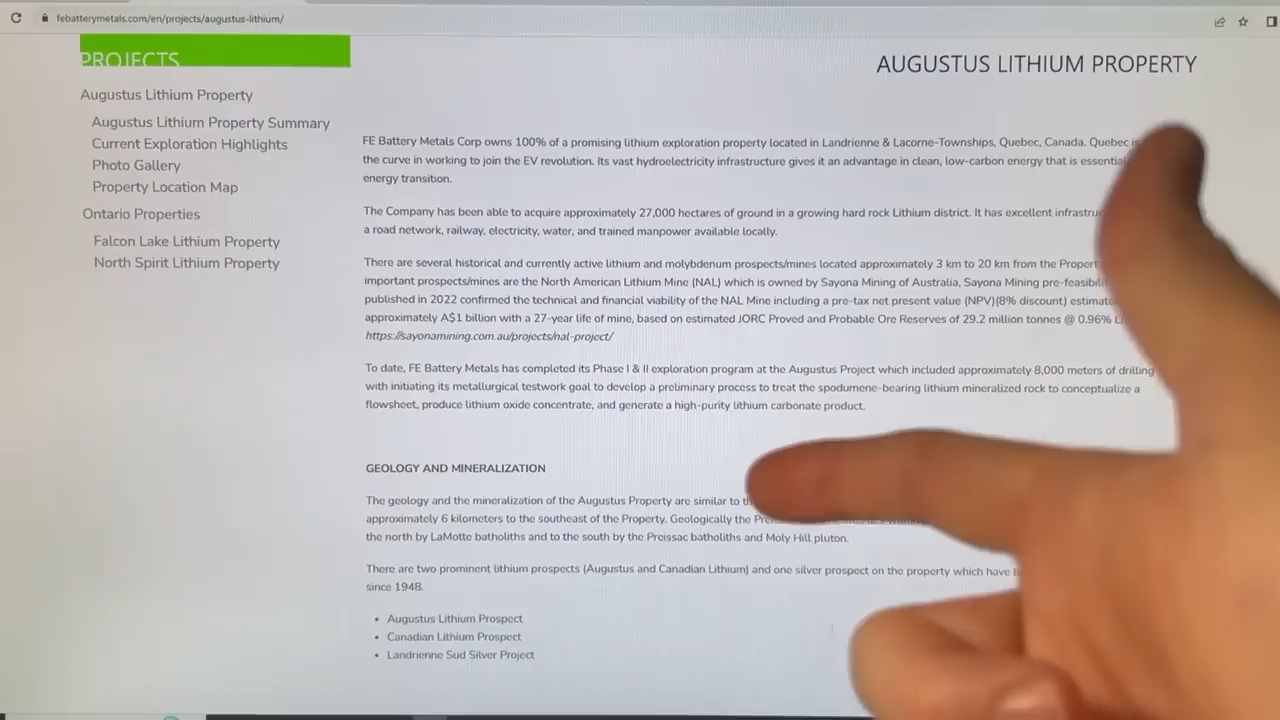 febatterymetals.com/en/projects/augustus-lithium/
PROJECTS
Augustus Lithium Property
Augustus Lithium Property Summary
Current Exploration Highlights
Photo Gallery
Property Location Map
Ontario Properties
Falcon Lake Lithium Property
North Spirit Lithium Property
AUGUSTUS LITHIUM PROPERTY
FE Battery Metals Corp owns 100% of a promising lithium exploration property located in Landrienne & Lacorne-Townships, Quebec, Canada. Quebec
the curve in working to join the EV revolution. Its vast hydroelectricity infrastructure gives it an advantage in clean, low-carbon energy that is essential
energy transition.
The Company has been able to acquire approximately 27,000 hectares of ground in a growing hard rock Lithium district. It has excellent
a road network, railway, electricity, water, and trained manpower available locally.
There are several historical and currently active lithium and molybdenum prospects/mines located approximately 3 km to 20 km from the
important prospects/mines are the North American Lithium Mine (NAL) which is owned by Sayona Mining of Australia, Sayona Mining
published in 2022 confirmed the technical and financial viability of the NAL Mine including a pre-tax net present value (NPV)(8% discount)
approximately A$1 billion with a 27-year life of mine, based on estimated JORC Proved and Probable Ore Reserves of 29.2 million tonnes @ 0.96%
https://sayonamining.com.au/projects/nal-project/
To date, FE Battery Metals has completed its Phase I & II exploration program at the Augustus Project which included approximately 8,000 meters of drilling
with initiating its metallurgical testwork goal to develop a preliminary process to treat the spodumene-bearing lithium mineralized rock to conceptualize a
flowsheet, produce lithium oxide concentrate, and generate a high-purity lithium carbonate product.
GEOLOGY AND MINERALIZATION
The geology and the mineralization of the Augustus Property are similar to
approximately 6 kilometers to the southeast of the Property. Geologically the
the north by LaMotte batholiths and to the south by the Preissac batholiths and Moly Hill pluton.
There are two prominent lithium prospects (Augustus and Canadian Lithium) and one silver prospect on the property which have
since 1948.
• Augustus Lithium Prospect
• Canadian Lithium Prospect
• Landrienne Sud Silver Project